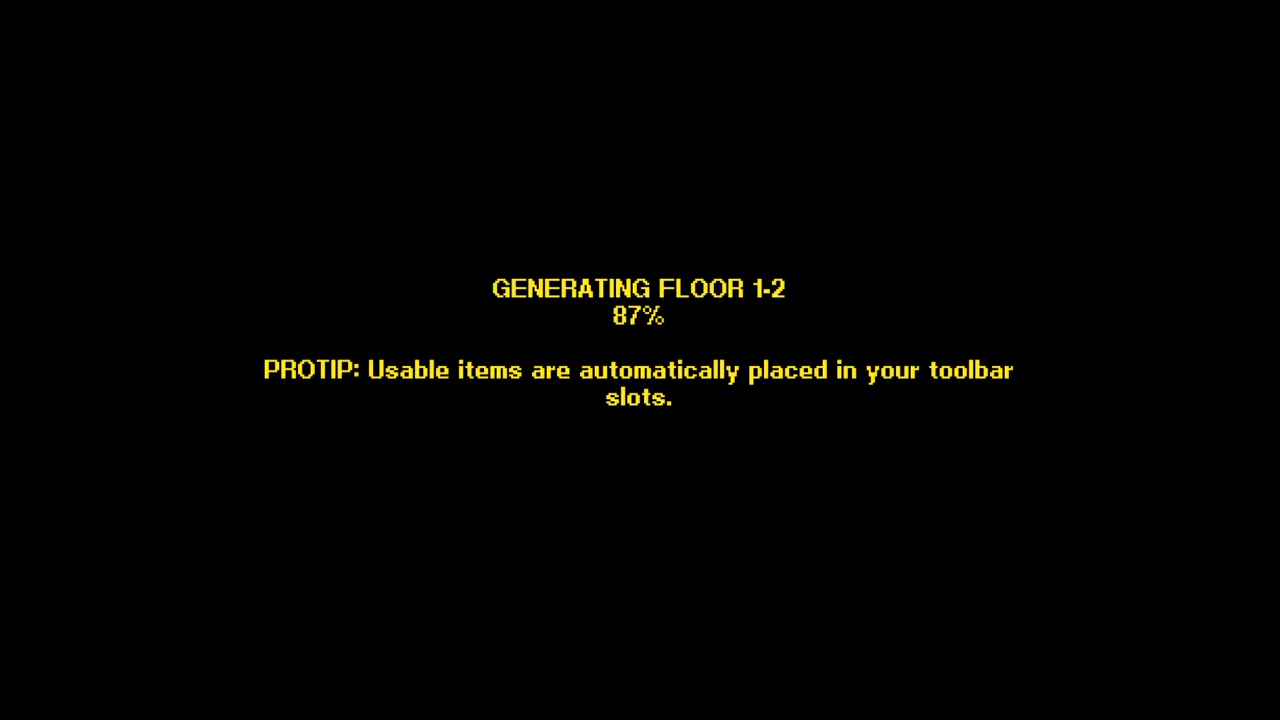 GENERATING FLOOR 1-2
87%
PROTIP: Usable items are automatically placed in your toolbar
slots.